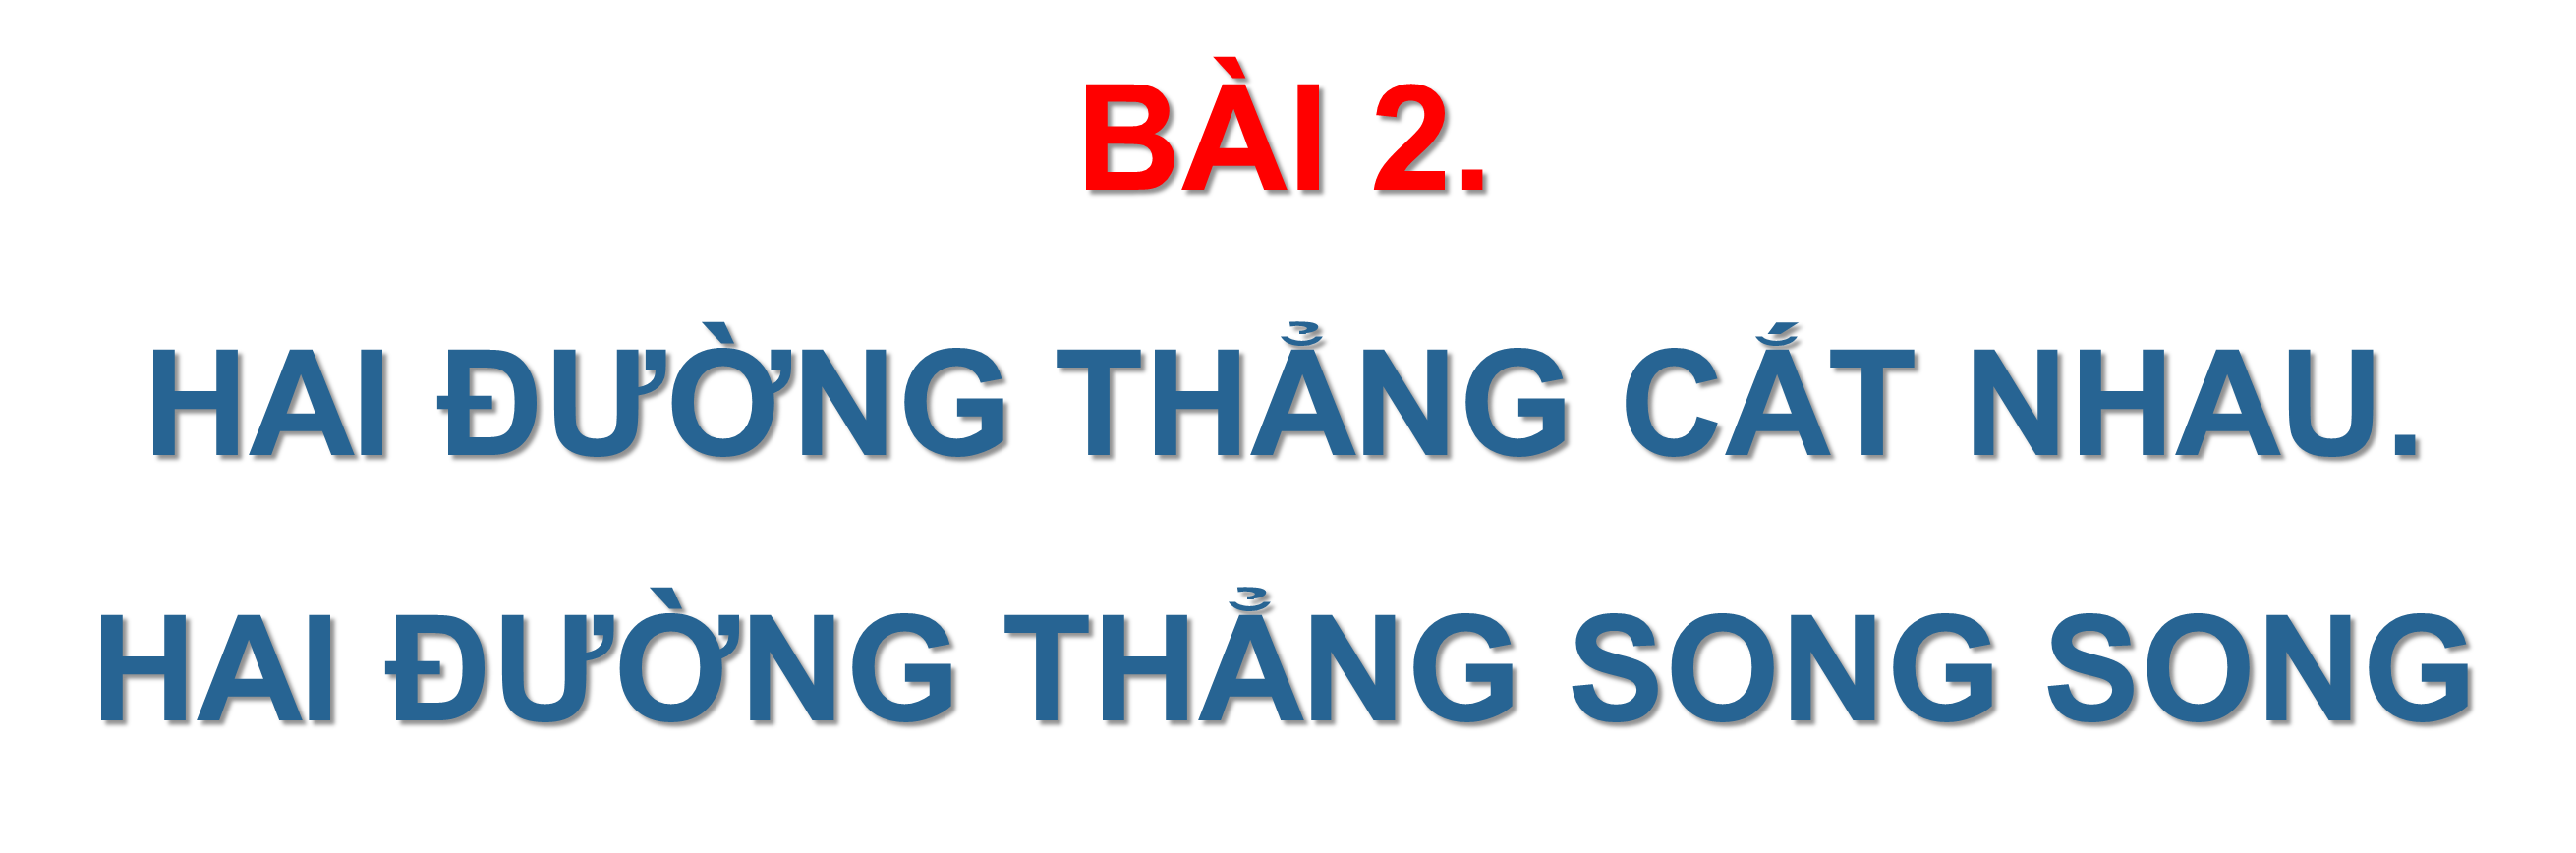 BÀI 2.
HAI ĐƯỜNG THẲNG CẮT NHAU.
HAI ĐƯỜNG THẲNG SONG SONG